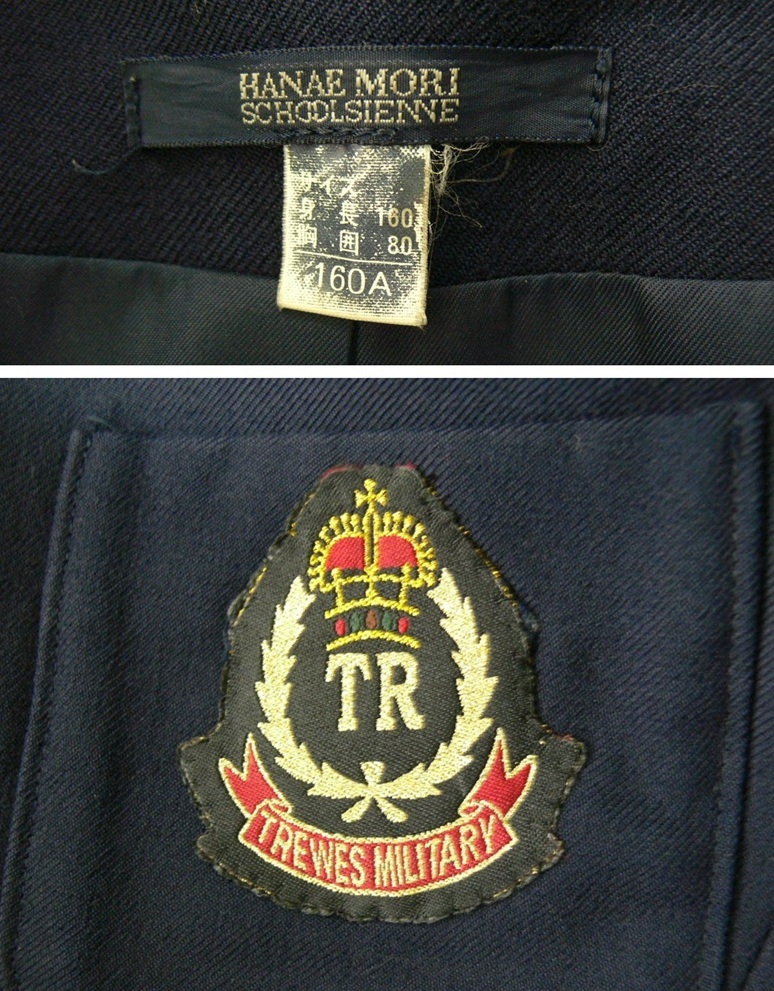 HANAE MORI
SCHOOLSIENNE
サイズ
身 長 160
胸 囲 80
160A
TR
TREWES MILITARY